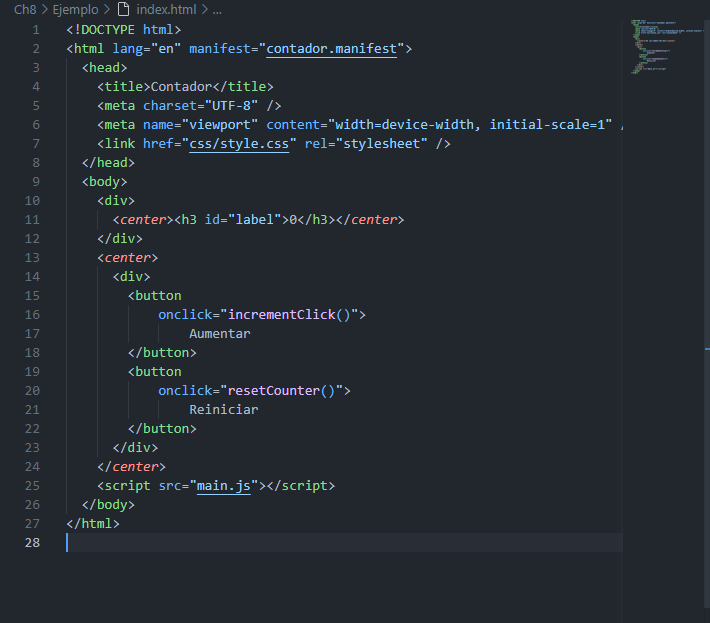 Ch8 > Ejemplo > index.html > ...
1 <!DOCTYPE html>
2 <html lang="en" manifest="contador.manifest">
3 <head>
4 <title>Contador</title>
5 <meta charset="UTF-8" />
6 <meta name="viewport" content="width=device-width, initial-scale=1" /
7 <link href="css/style.css" rel="stylesheet" />
8 </head>
9 <body>
10 <div>
11 <center><h3 id="label">0</h3></center>
12 </div>
13 <center>
14 <div>
15 <button
16 onclick="incrementClick()">
17 Aumentar
18 </button>
19 <button
20 onclick="resetCounter()">
21 Reiniciar
22 </button>
23 </div>
24 </center>
25 <script src="main.js"></script>
26 </body>
27 </html>
28